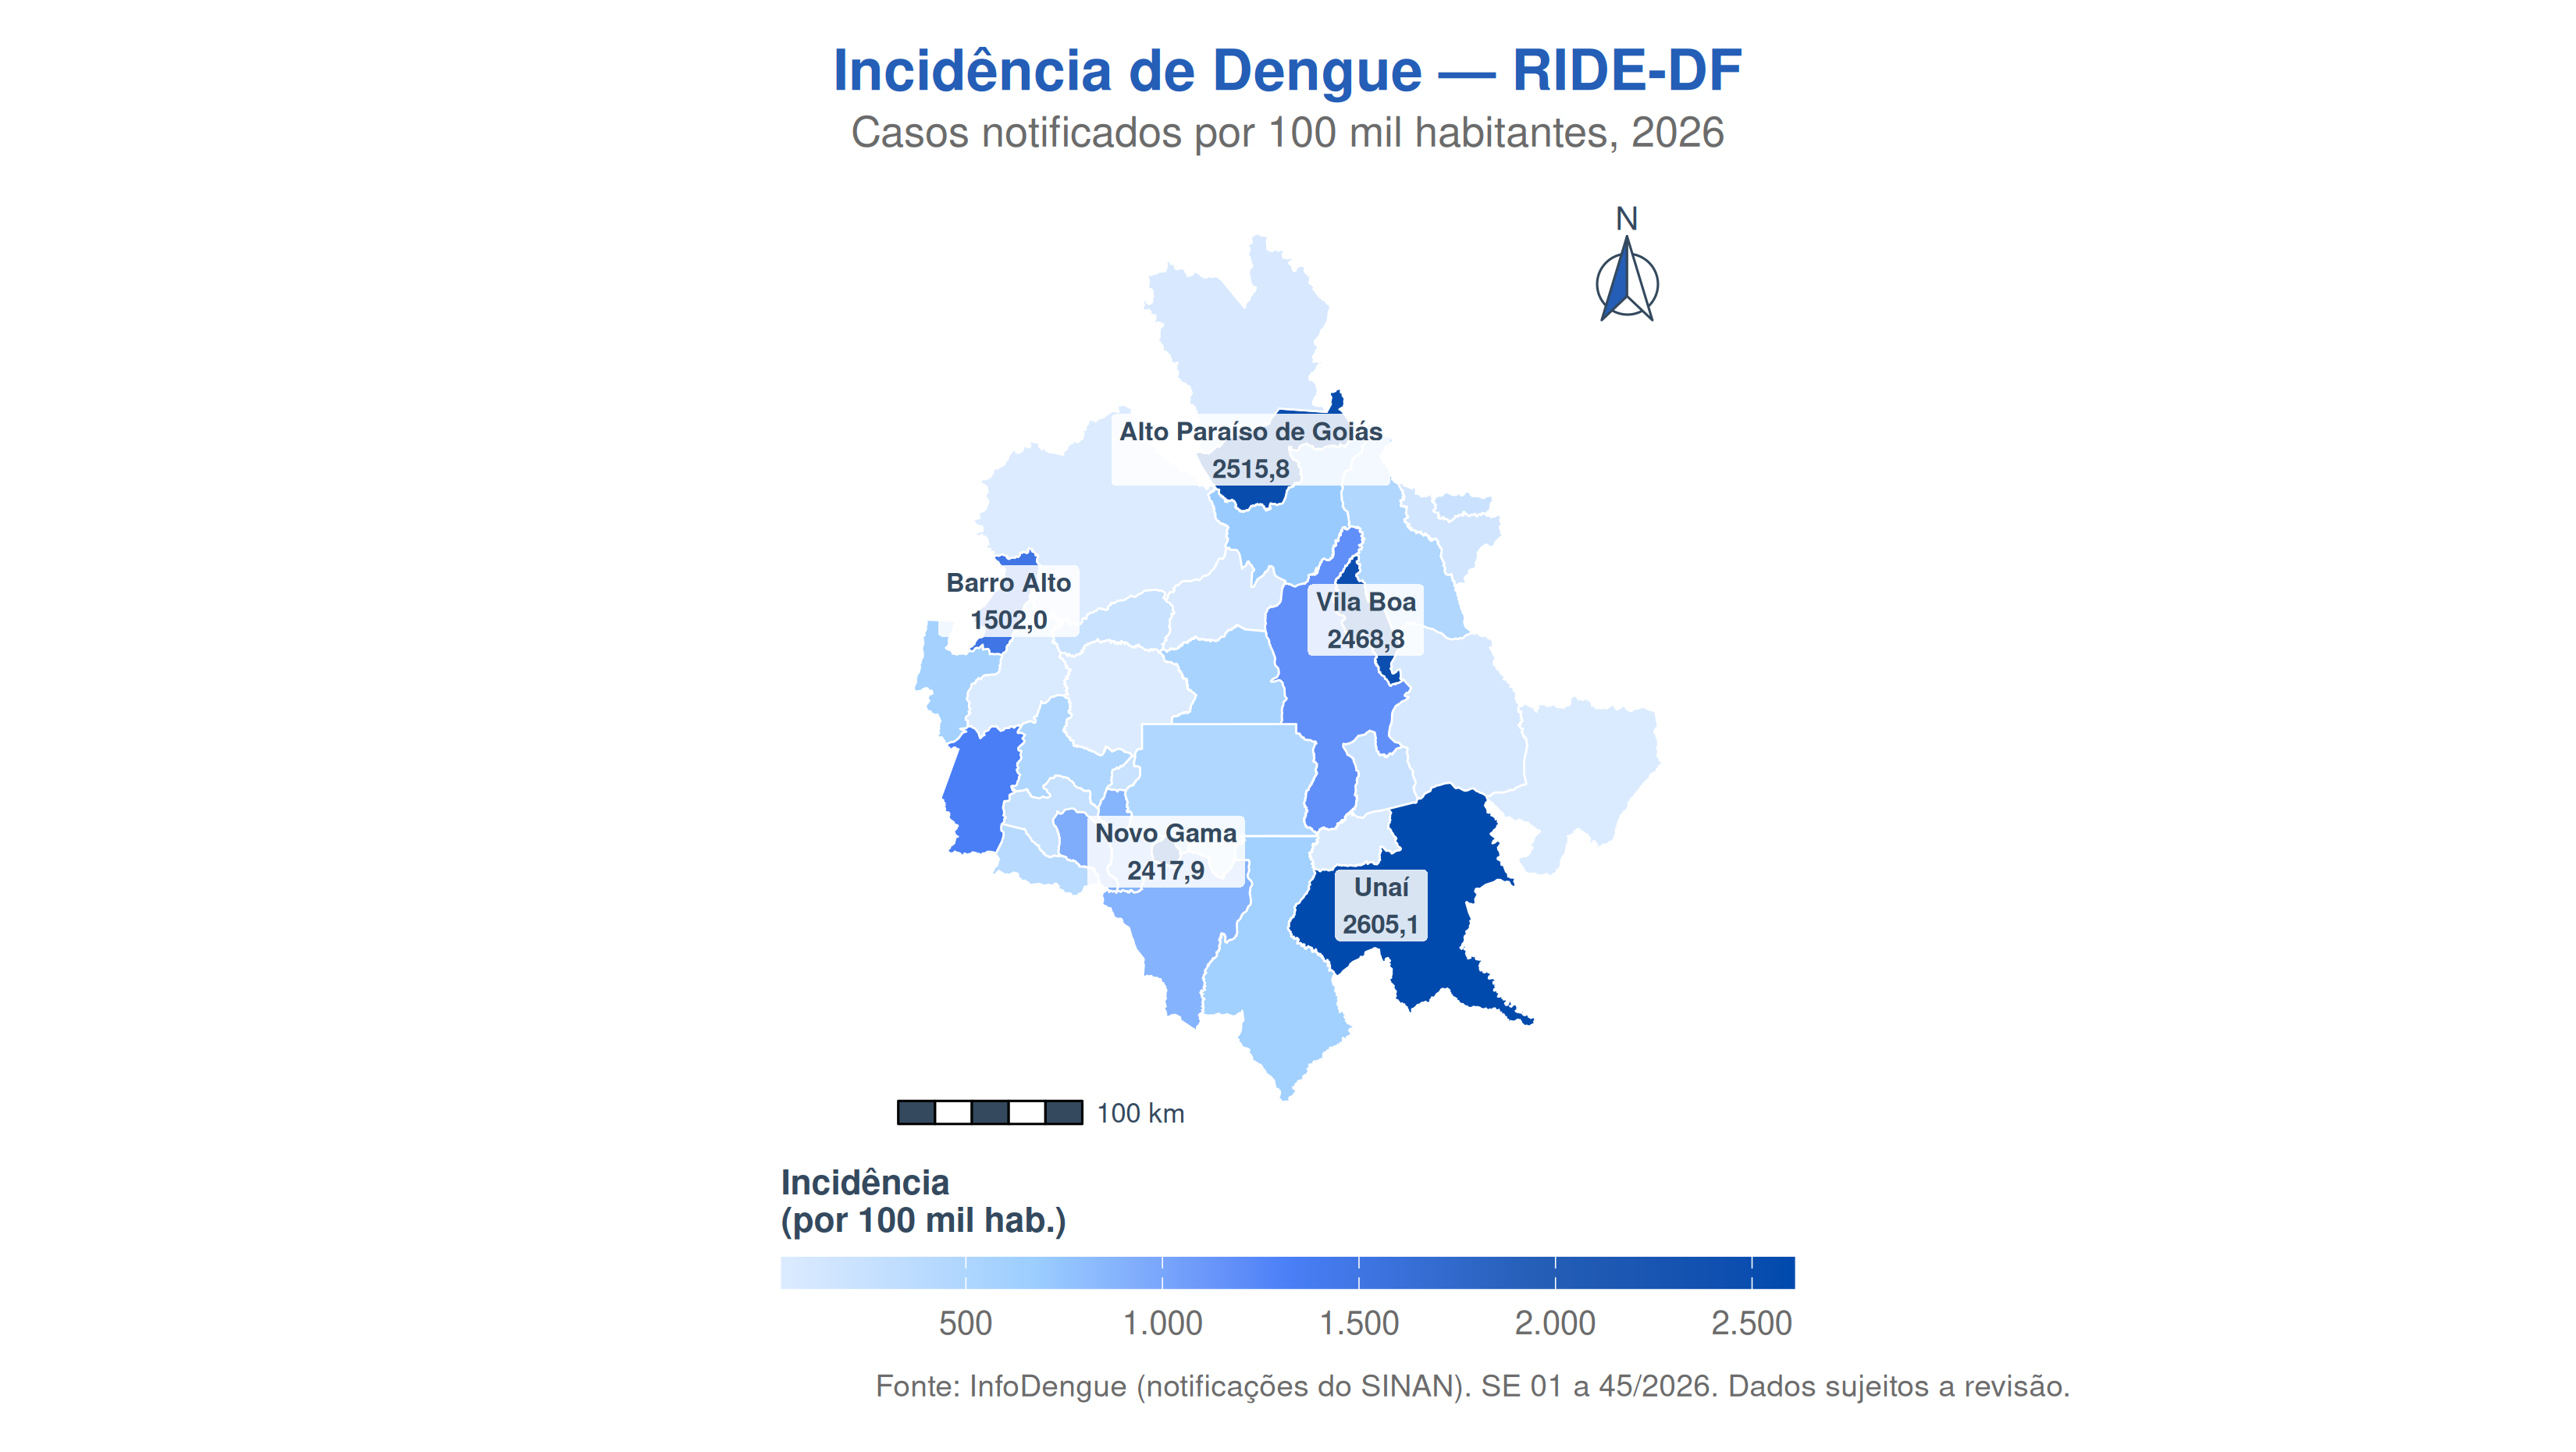 Incidência de Dengue — RIDE-DF
Casos notificados por 100 mil habitantes, 2026
N
Alto Paraíso de Goiás
2515,8
Barro Alto
1502,0
Vila Boa
2468,8
Novo Gama
2417,9
Unaí
2605,1
100 km
Incidência
(por 100 mil hab.)
500 1.000 1.500 2.000 2.500
Fonte: InfoDengue (notificações do SINAN). SE 01 a 45/2026. Dados sujeitos a revisão.